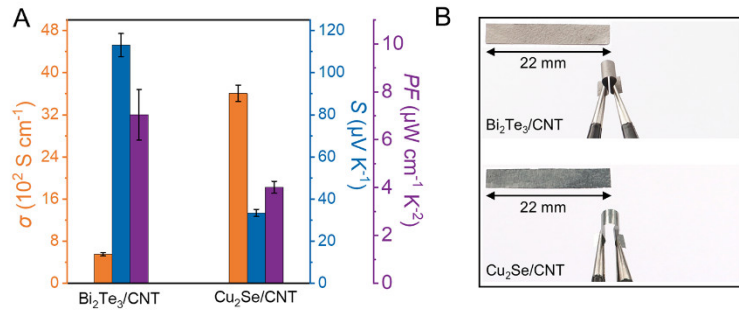 A
48
40
32
24
16
8
0
σ (10² S cm⁻¹)
Bi₂Te₃/CNT
Cu₂Se/CNT
120
100
80
60
40
20
0
S (μV K⁻¹)
10
8
6
4
2
0
PF (μW cm⁻¹ K⁻²)
B
22 mm
Bi₂Te₃/CNT
22 mm
Cu₂Se/CNT